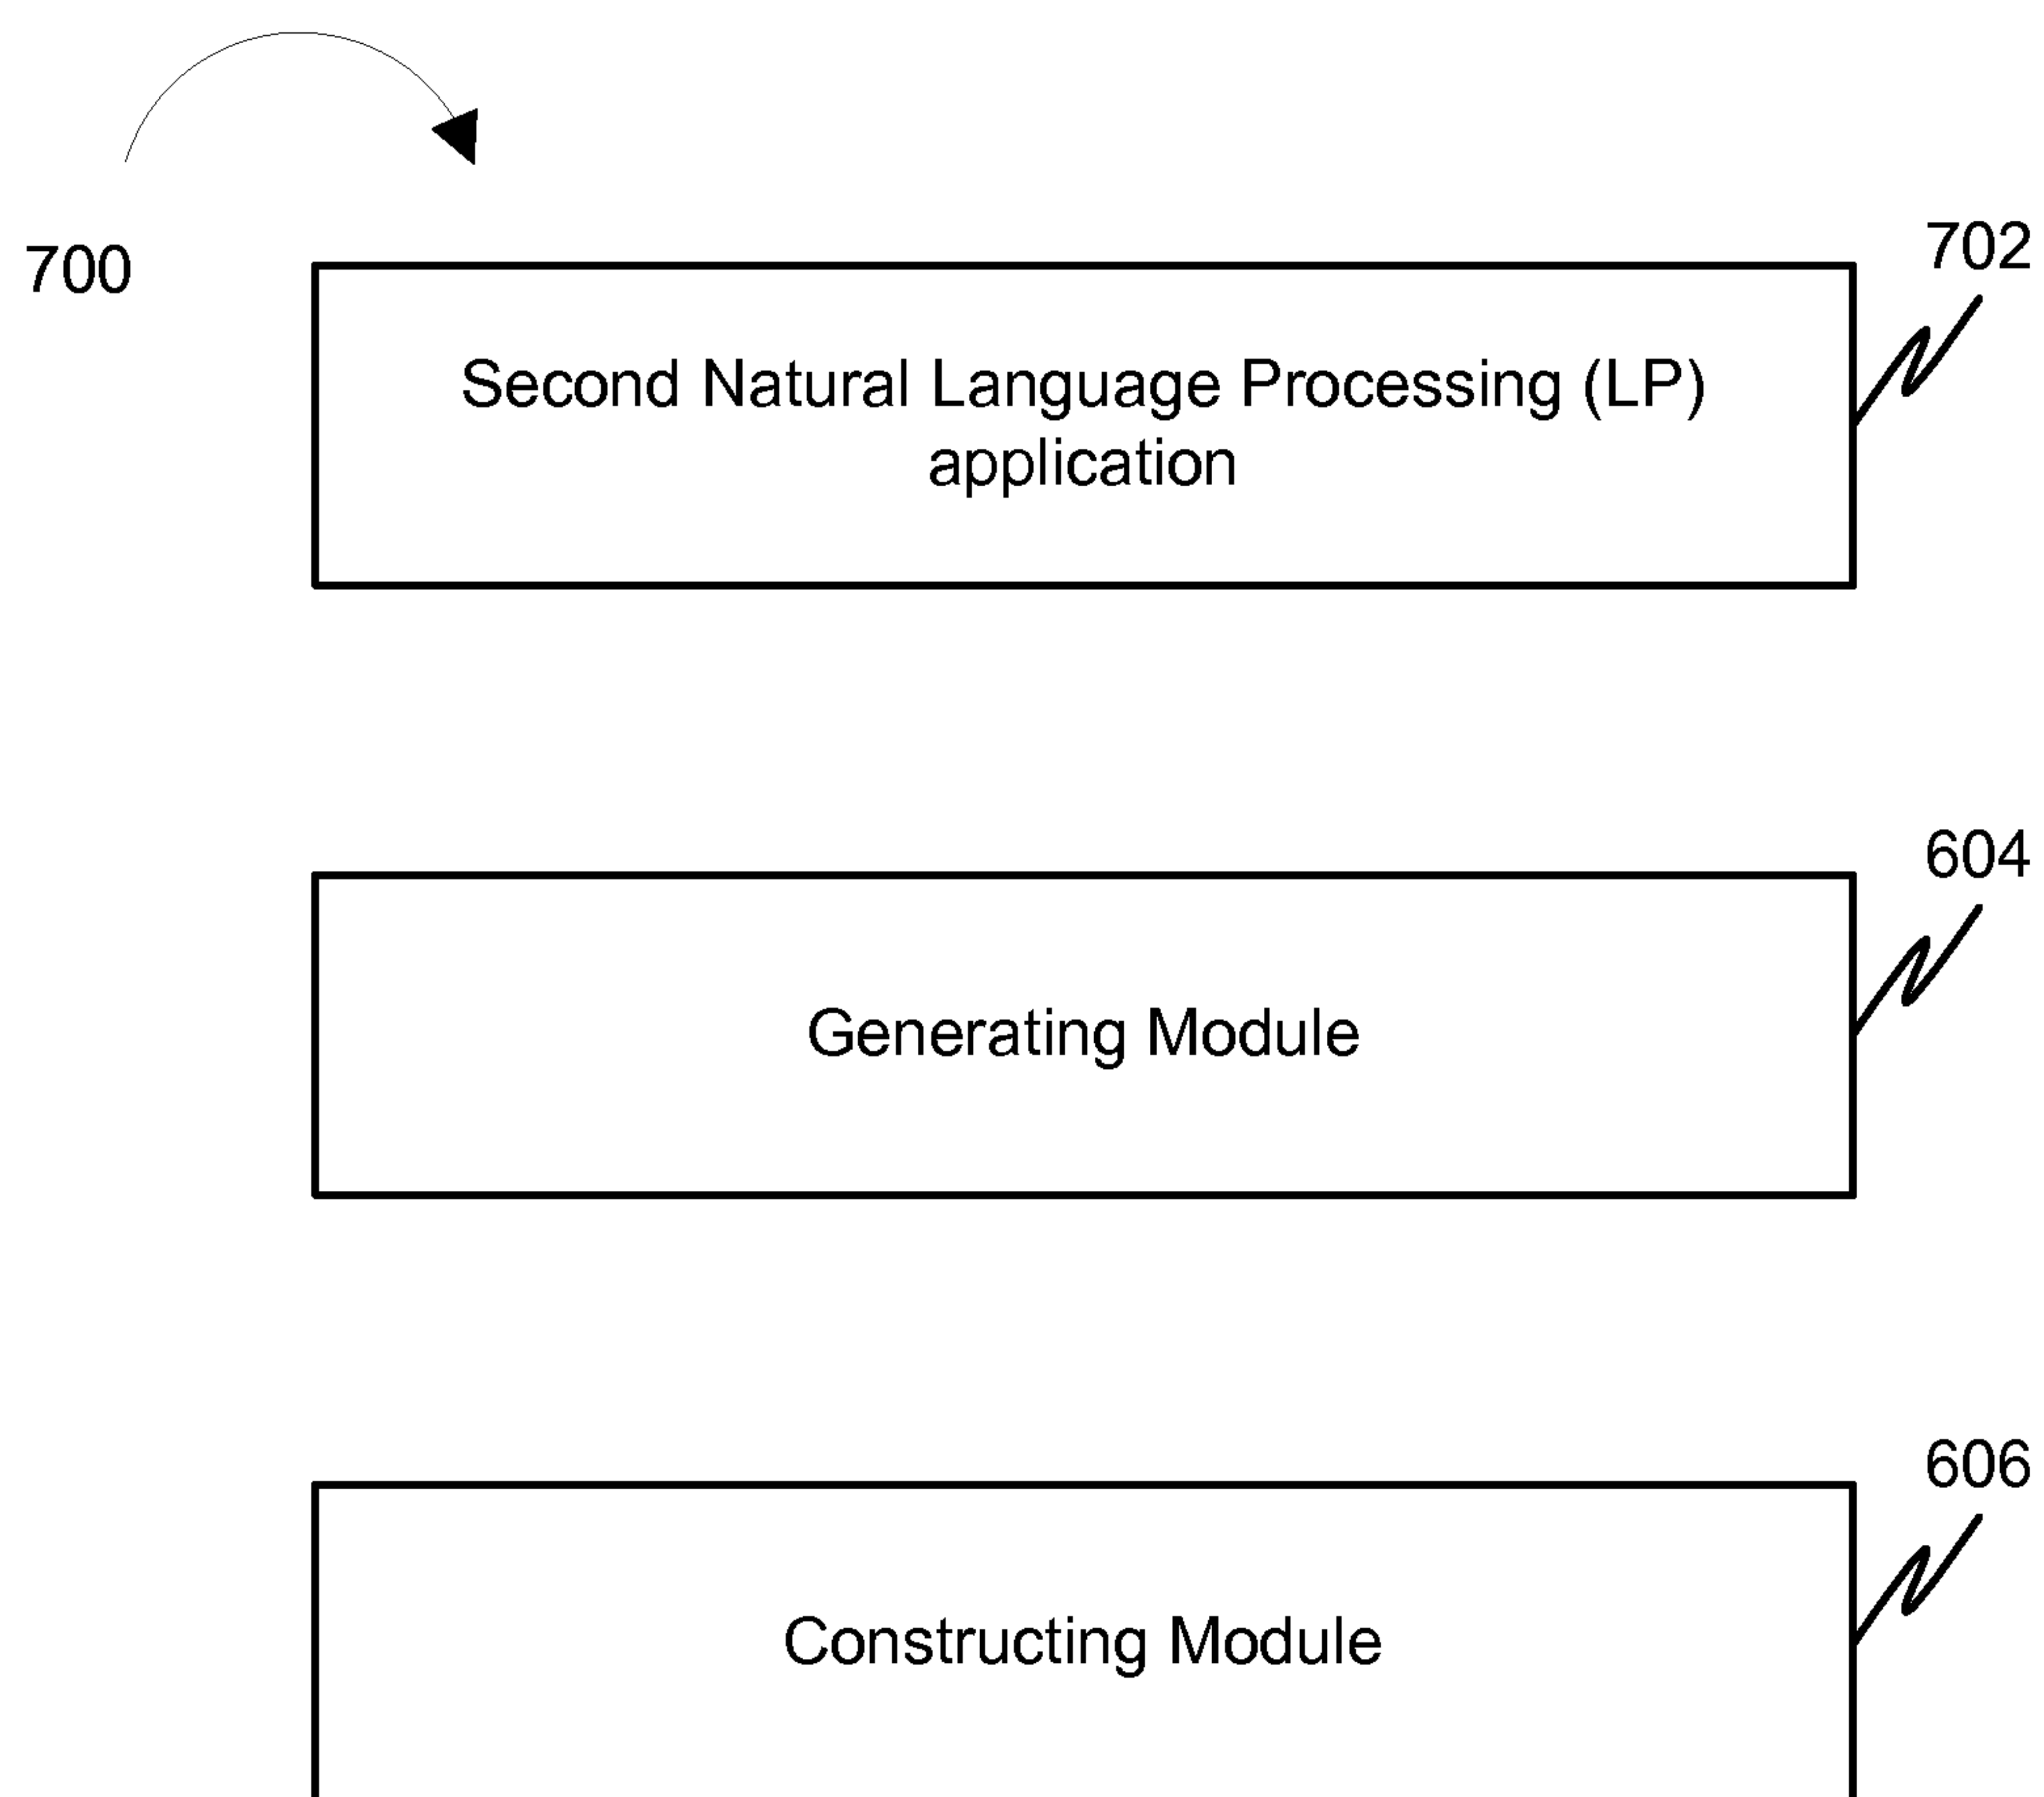 700
702
Second Natural Language Processing (LP)
application
604
Generating Module
606
Constructing Module